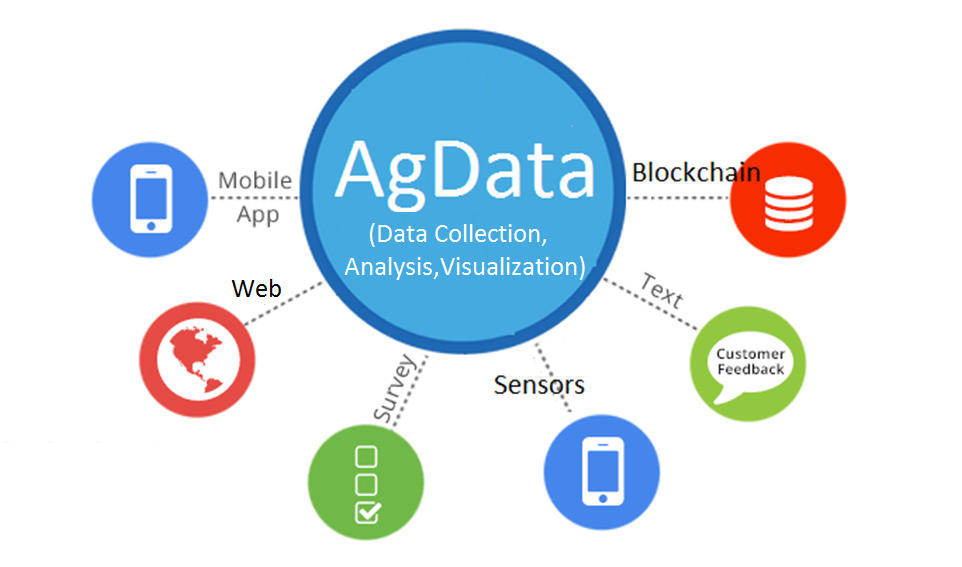 AgData
(Data Collection,
Analysis,Visualization)
Mobile
App
Blockchain
Web
Text
Customer
Feedback
Survey
Sensors